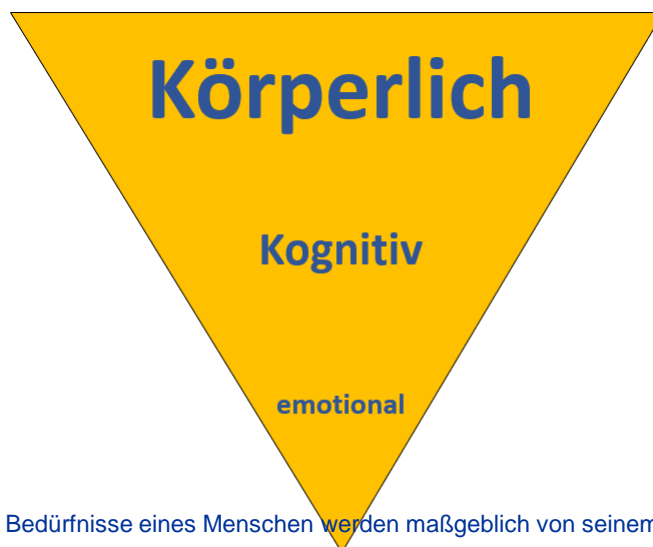 Körperlich
Kognitiv
emotional
Bedürfnisse eines Menschen werden maßgeblich von seinem